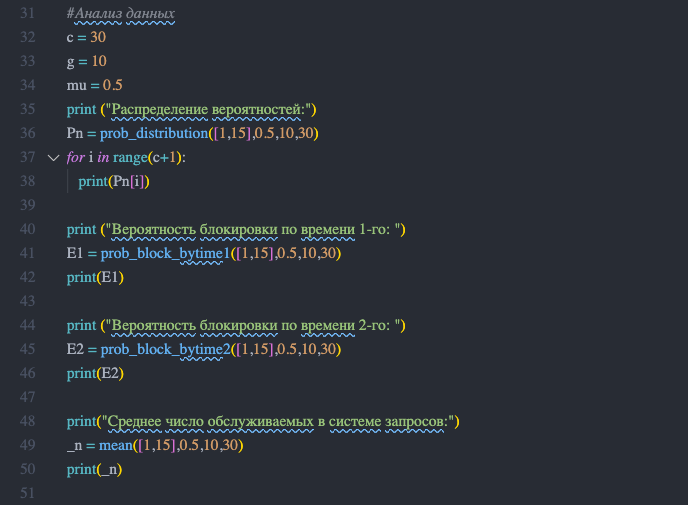 31 #Анализ данных
32 c = 30
33 g = 10
34 mu = 0.5
35 print ("Распределение вероятностей:")
36 Pn = prob_distribution([1,15],0.5,10,30)
37 for i in range(c+1):
38 print(Pn[i])
39
40 print ("Вероятность блокировки по времени 1-го: ")
41 E1 = prob_block_bytime1([1,15],0.5,10,30)
42 print(E1)
43
44 print ("Вероятность блокировки по времени 2-го: ")
45 E2 = prob_block_bytime2([1,15],0.5,10,30)
46 print(E2)
47
48 print("Среднее число обслуживаемых в системе запросов:")
49 _n = mean([1,15],0.5,10,30)
50 print(_n)
51